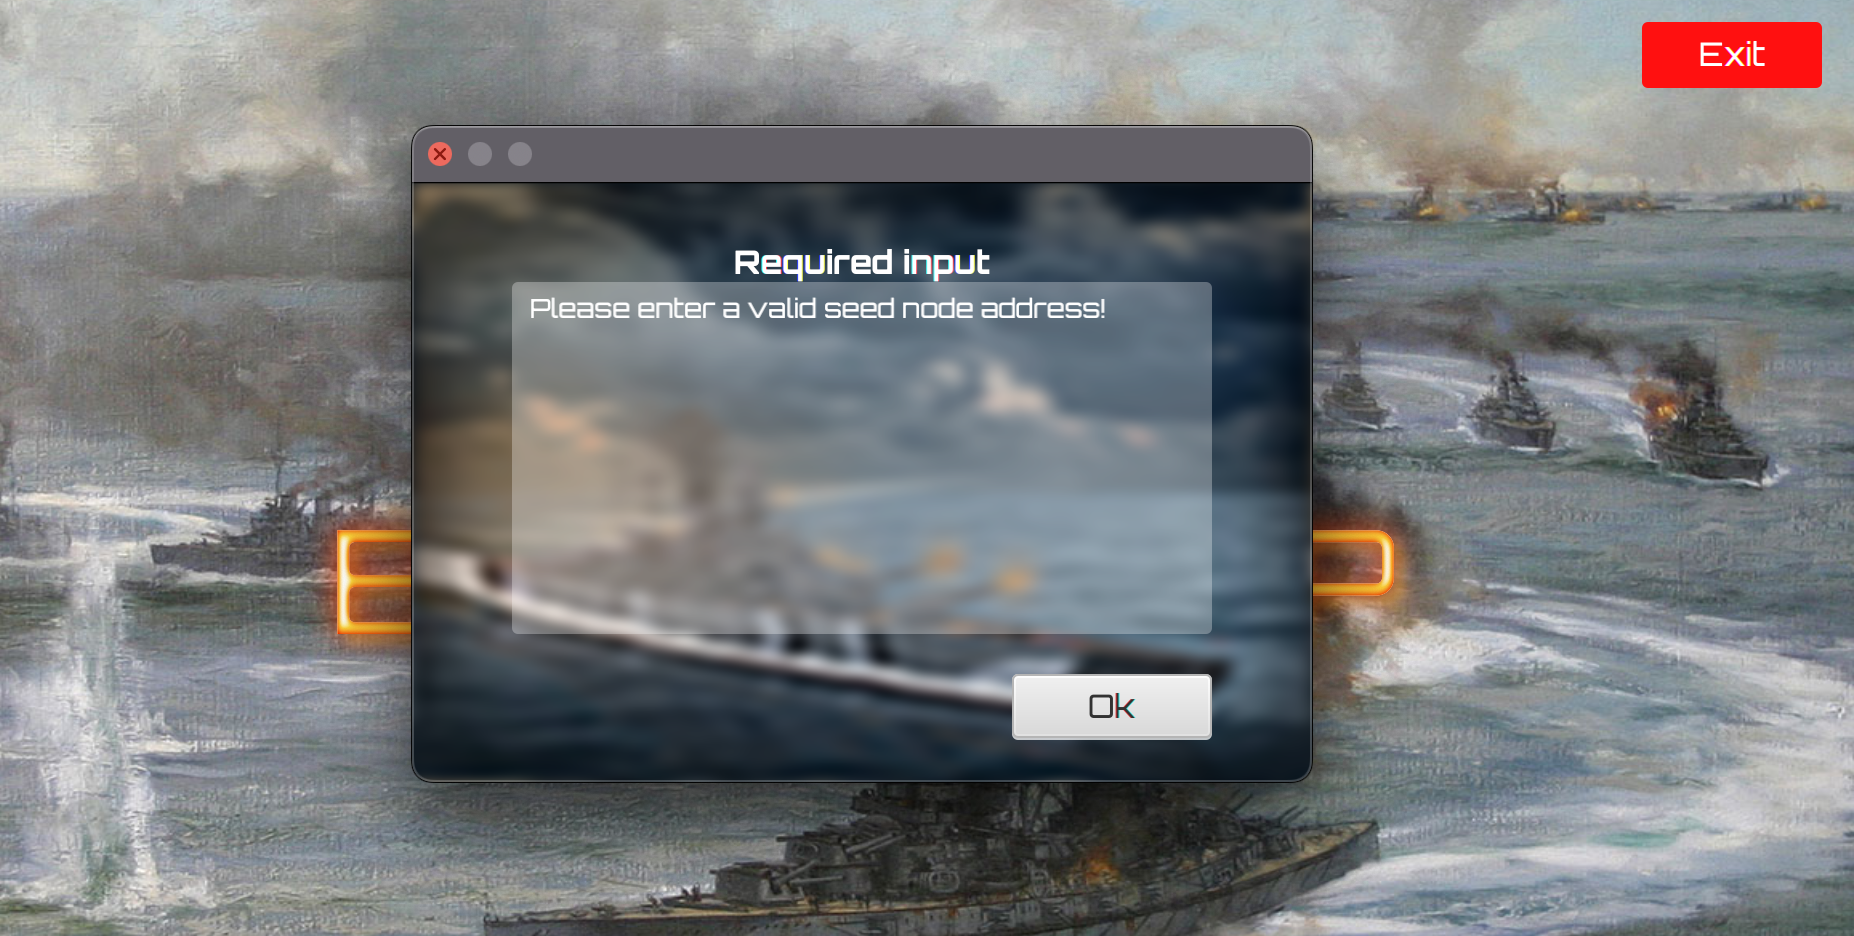 Exit
Required input
Please enter a valid seed node address!
Ok